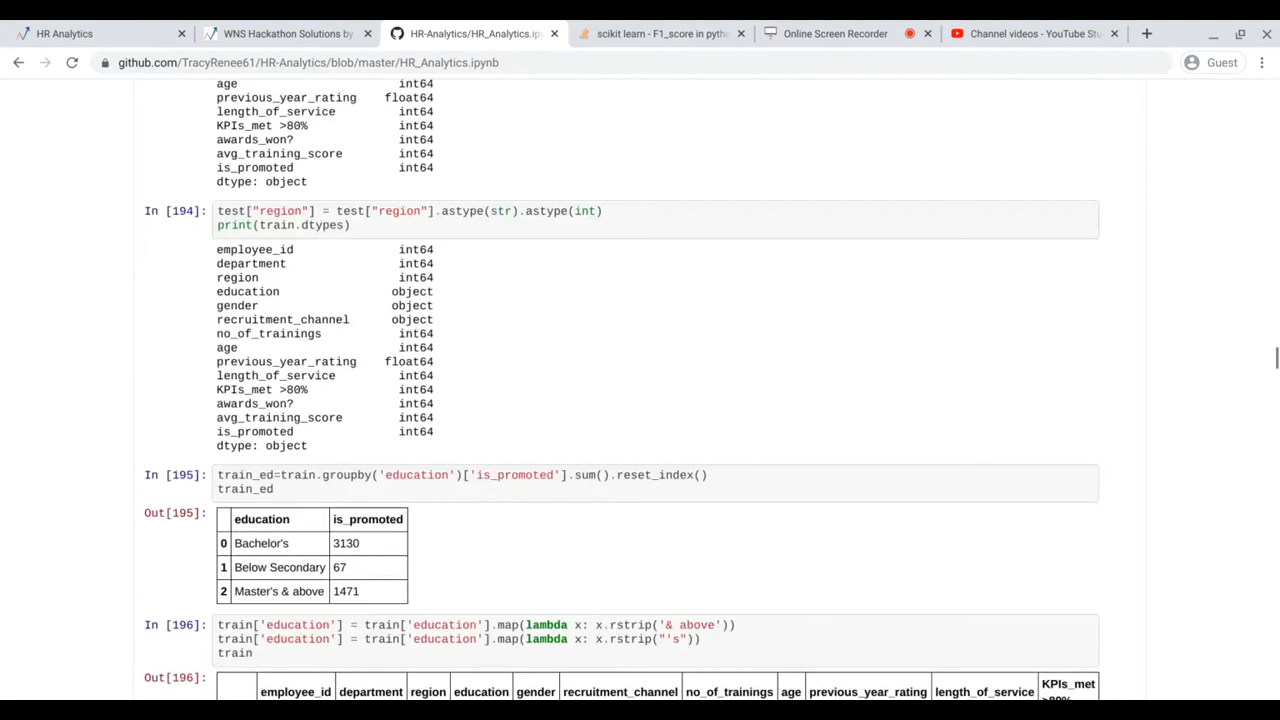 HR Analytics
WNS Hackathon Solutions by
HR-Analytics/HR_Analytics.ipyn
scikit learn - F1_score in pytho
Online Screen Recorder
Channel videos - YouTube Stu
github.com/TracyRenee61/HR-Analytics/blob/master/HR_Analytics.ipynb
Guest
age int64
previous_year_rating float64
length_of_service int64
KPIs_met >80% int64
awards_won? int64
avg_training_score int64
is_promoted int64
dtype: object
In [194]: test["region"] = test["region"].astype(str).astype(int)
print(train.dtypes)
employee_id int64
department int64
region int64
education object
gender object
recruitment_channel object
no_of_trainings int64
age int64
previous_year_rating float64
length_of_service int64
KPIs_met >80% int64
awards_won? int64
avg_training_score int64
is_promoted int64
dtype: object
In [195]: train_ed=train.groupby('education')['is_promoted'].sum().reset_index()
train_ed
Out[195]:
education is_promoted
0 Bachelor's 3130
1 Below Secondary 67
2 Master's & above 1471
In [196]: train['education'] = train['education'].map(lambda x: x.rstrip('& above'))
train['education'] = train['education'].map(lambda x: x.rstrip("'s"))
train
Out[196]:
employee_id department region education gender recruitment_channel no_of_trainings age previous_year_rating length_of_service KPIs_met